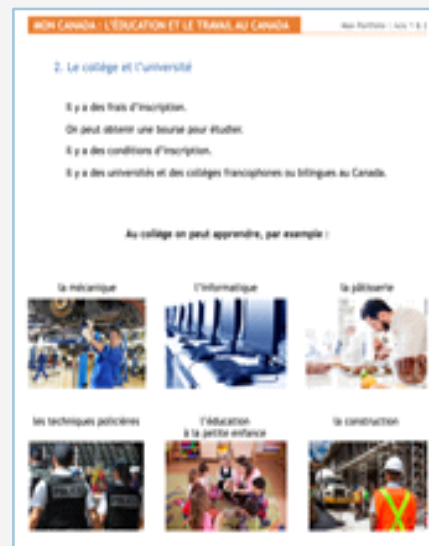 MON CANADA : L'ÉDUCATION ET LE TRAVAIL AU CANADA
Mon Portfolio
2. Le collège et l'université
Il y a des frais d'inscription.
On peut obtenir une bourse pour étudier.
Il y a des conditions d'inscription.
Il y a des universités et des collèges francophones ou bilingues au Canada.
Au collège on peut apprendre, par exemple :
la mécanique
l'informatique
la pâtisserie
les techniques policières
l'éducation
à la petite enfance
la construction
POLICE